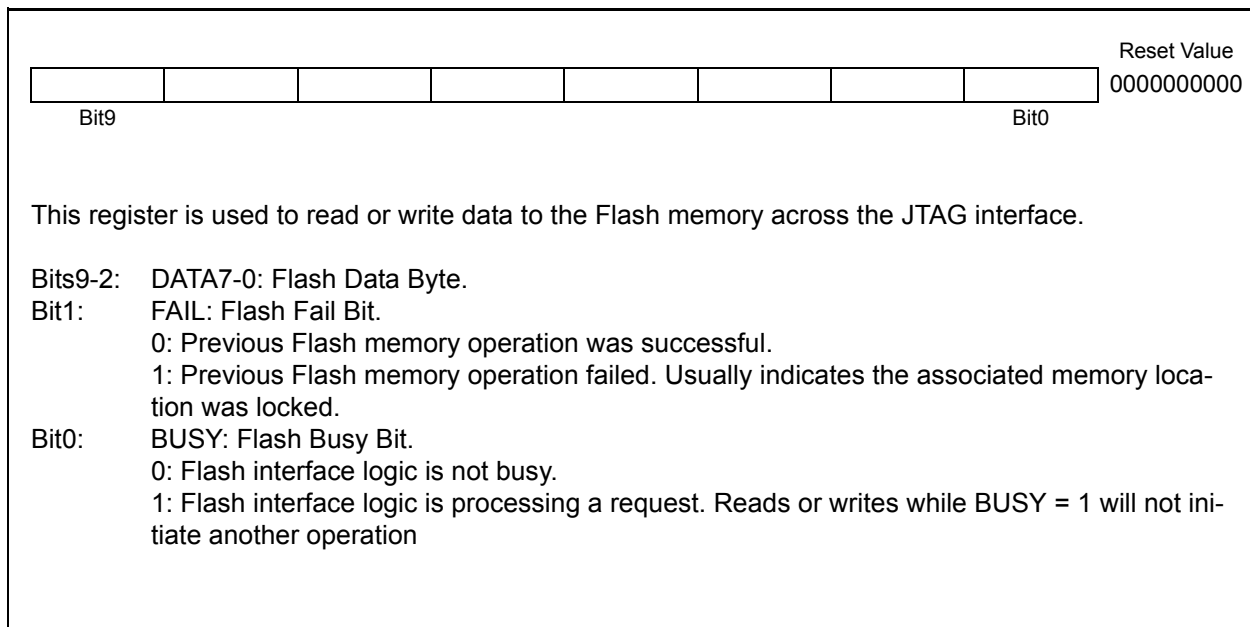 Reset Value
0000000000
Bit9 Bit0
This register is used to read or write data to the Flash memory across the JTAG interface.
Bits9-2: DATA7-0: Flash Data Byte.
Bit1: FAIL: Flash Fail Bit.
0: Previous Flash memory operation was successful.
1: Previous Flash memory operation failed. Usually indicates the associated memory loca-
tion was locked.
Bit0: BUSY: Flash Busy Bit.
0: Flash interface logic is not busy.
1: Flash interface logic is processing a request. Reads or writes while BUSY = 1 will not ini-
tiate another operation